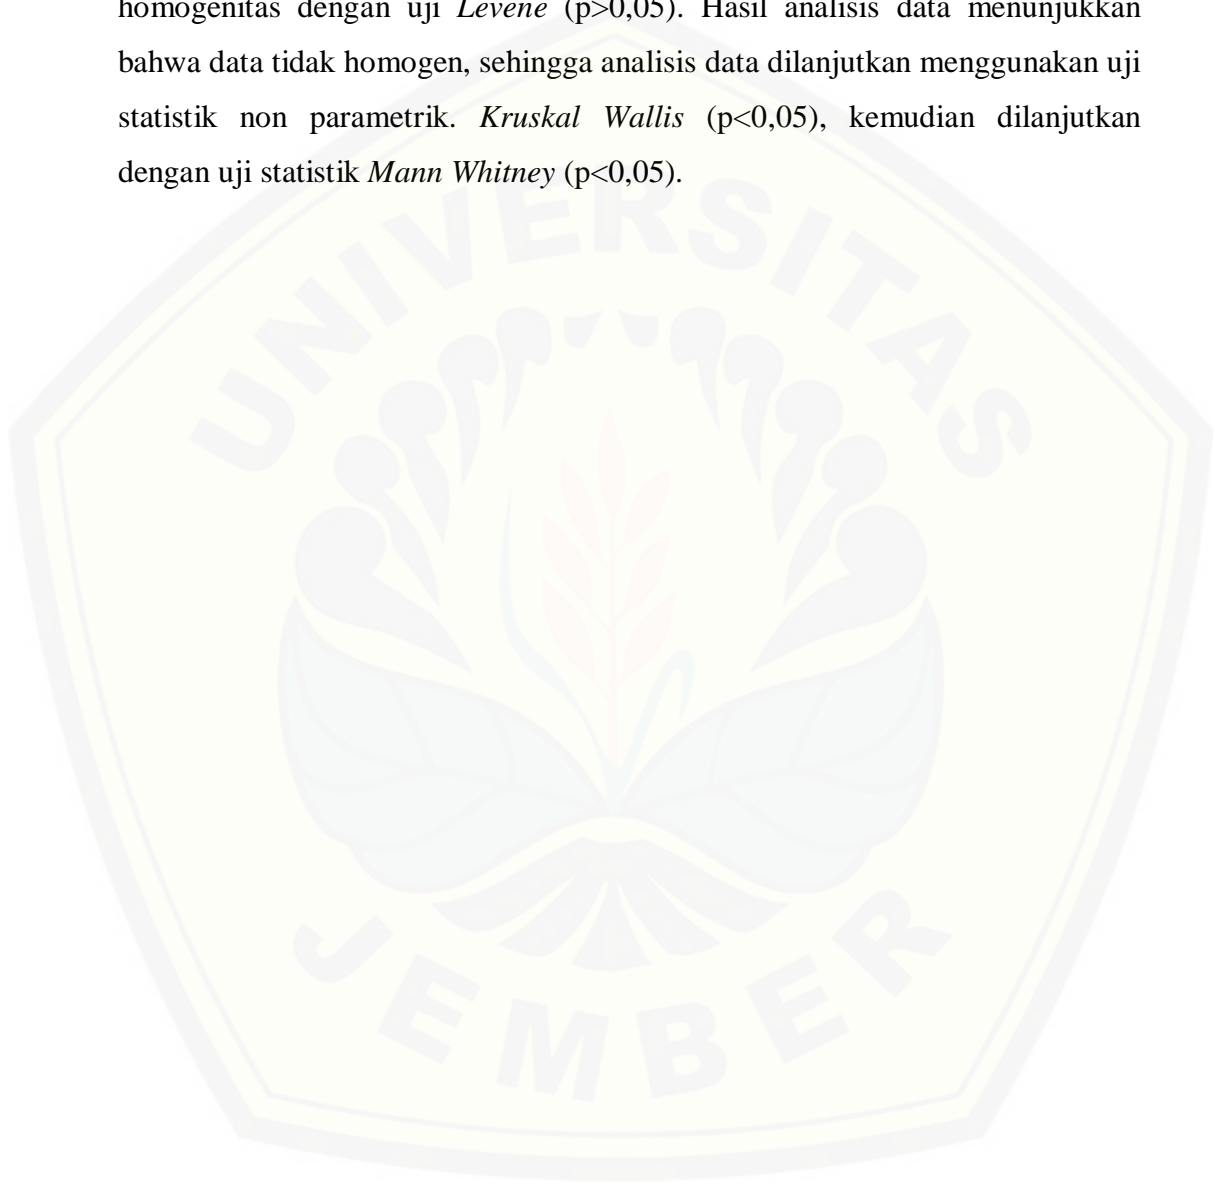 homogenitas dengan uji Levene (p>0,05). Hasil analisis data menunjukkan
bahwa data tidak homogen, sehingga analisis data dilanjutkan menggunakan uji
statistik non parametrik. Kruskal Wallis (p<0,05), kemudian dilanjutkan
dengan uji statistik Mann Whitney (p<0,05).
UNIVERSITAS
JEMBER